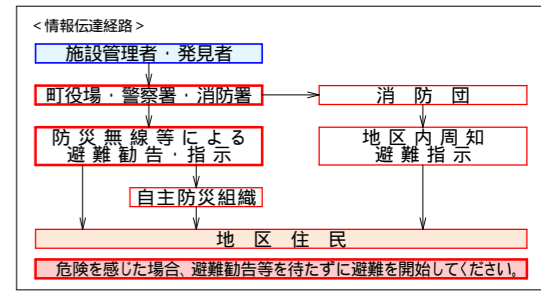 <情報伝達経路>
施設管理者・発見者
町役場・警察署・消防署
消防団
防災無線等による
避難勧告・指示
地区内周知
避難指示
自主防災組織
地区住民
危険を感じた場合、避難勧告等を待たずに避難を開始してください。